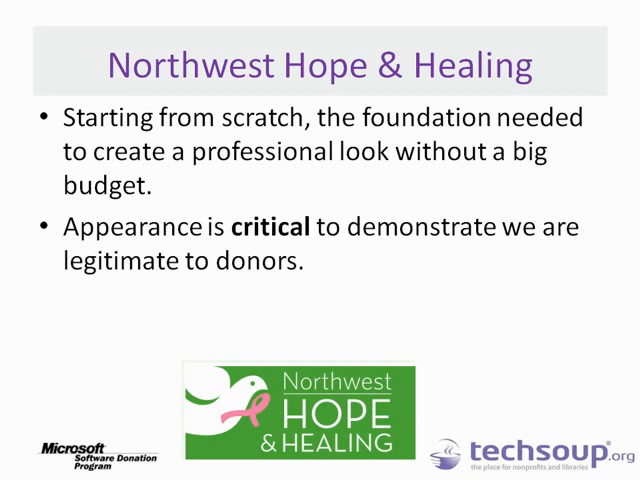 Northwest Hope & Healing
• Starting from scratch, the foundation needed
to create a professional look without a big
budget.
• Appearance is critical to demonstrate we are
legitimate to donors.
Northwest
HOPE
& HEALING
Microsoft
Software Donation
Program
techsoup®.org
the place for nonprofits and libraries